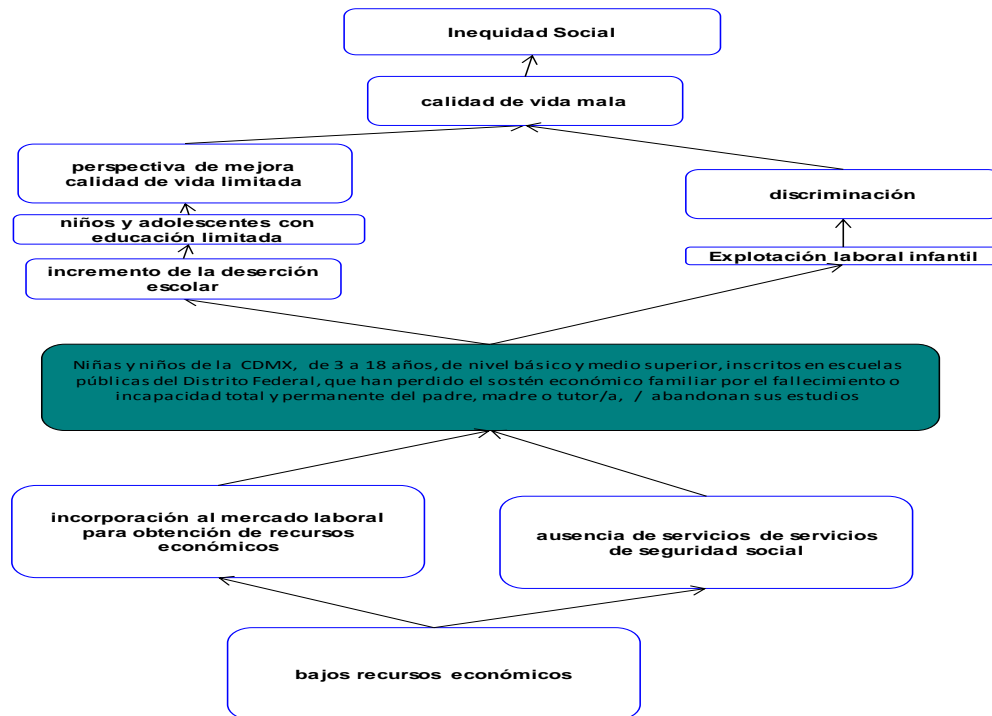 Inequidad Social
calidad de vida mala
perspectiva de mejora
calidad de vida limitada
discriminación
niños y adolescentes con
educación limitada
Explotación laboral infantil
incremento de la deserción
escolar
Niñas y niños de la CDMX, de 3 a 18 años, de nivel básico y medio superior, inscritos en escuelas
públicas del Distrito Federal, que han perdido el sostén económico familiar por el fallecimiento o
incapacidad total y permanente del padre, madre o tutor/a, / abandonan sus estudios
incorporación al mercado laboral
para obtención de recursos
económicos
ausencia de servicios de servicios
de seguridad social
bajos recursos económicos